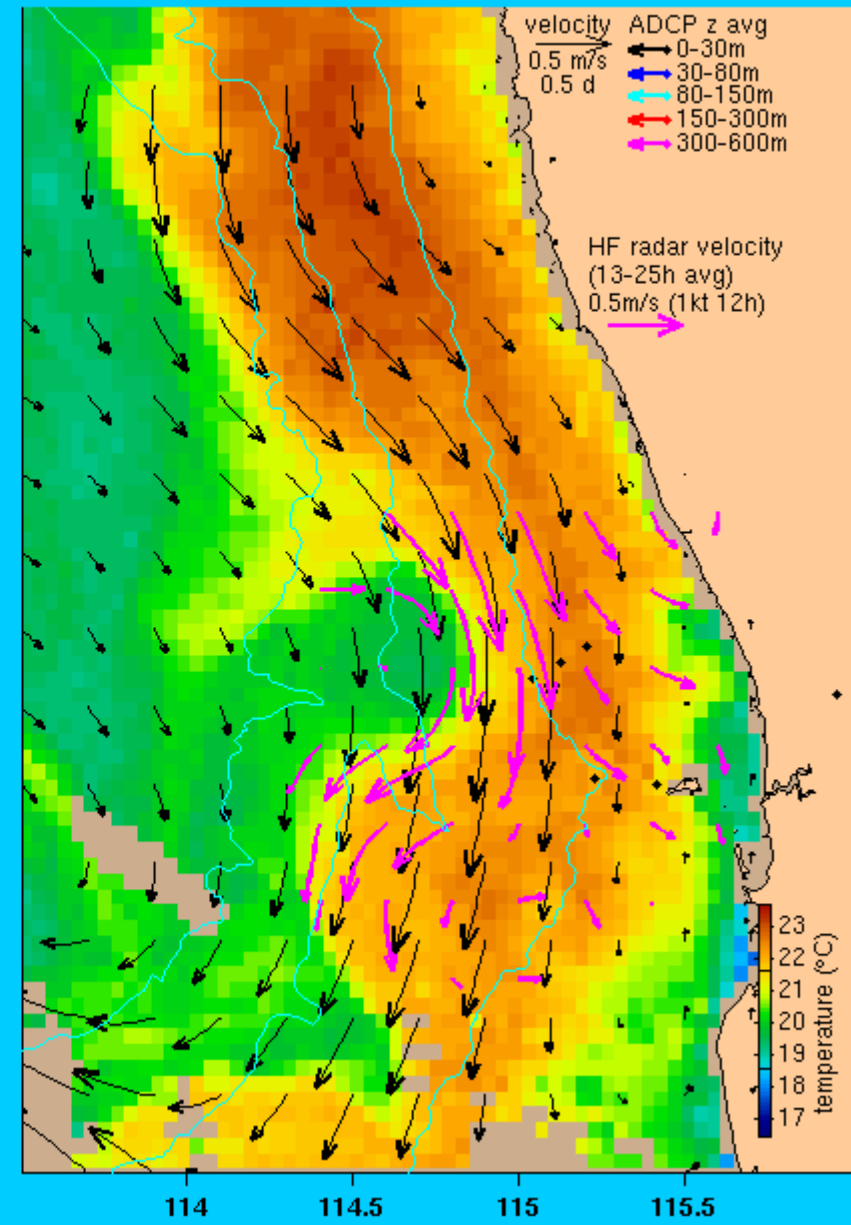 velocity
0.5 m/s
0.5 d
ADCP z avg
0-30m
30-80m
80-150m
150-300m
300-600m
HF radar velocity
(13-25h avg)
0.5m/s (1kt 12h)
23
22
21
20
19
18
17
temperature (°C)
114
114.5
115
115.5